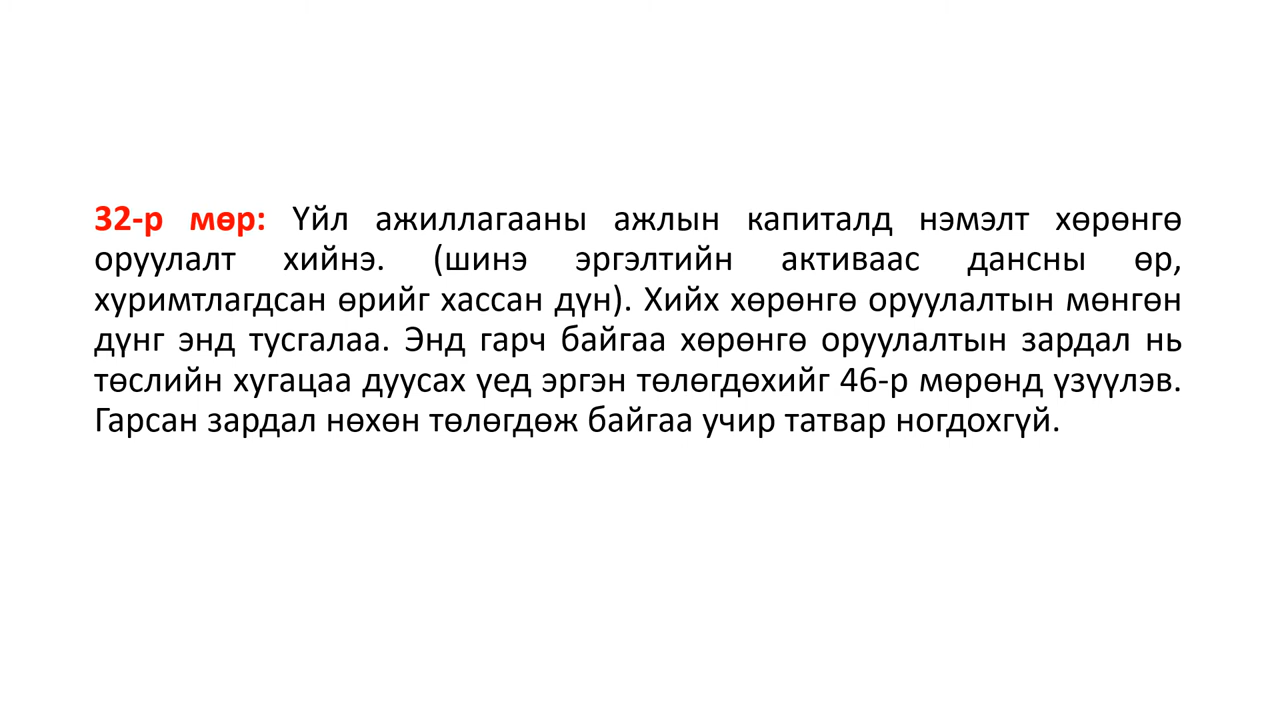 32-р мөр: Үйл ажиллагааны ажлын капиталд нэмэлт хөрөнгө
оруулалт хийнэ. (шинэ эргэлтийн активаас дансны өр,
хуримтлагдсан өрийг хассан дүн). Хийх хөрөнгө оруулалтын мөнгөн
дүнг энд тусгалаа. Энд гарч байгаа хөрөнгө оруулалтын зардал нь
төслийн хугацаа дуусах үед эргэн төлөгдөхийг 46-р мөрөнд үзүүлэв.
Гарсан зардал нөхөн төлөгдөж байгаа учир татвар ногдохгүй.